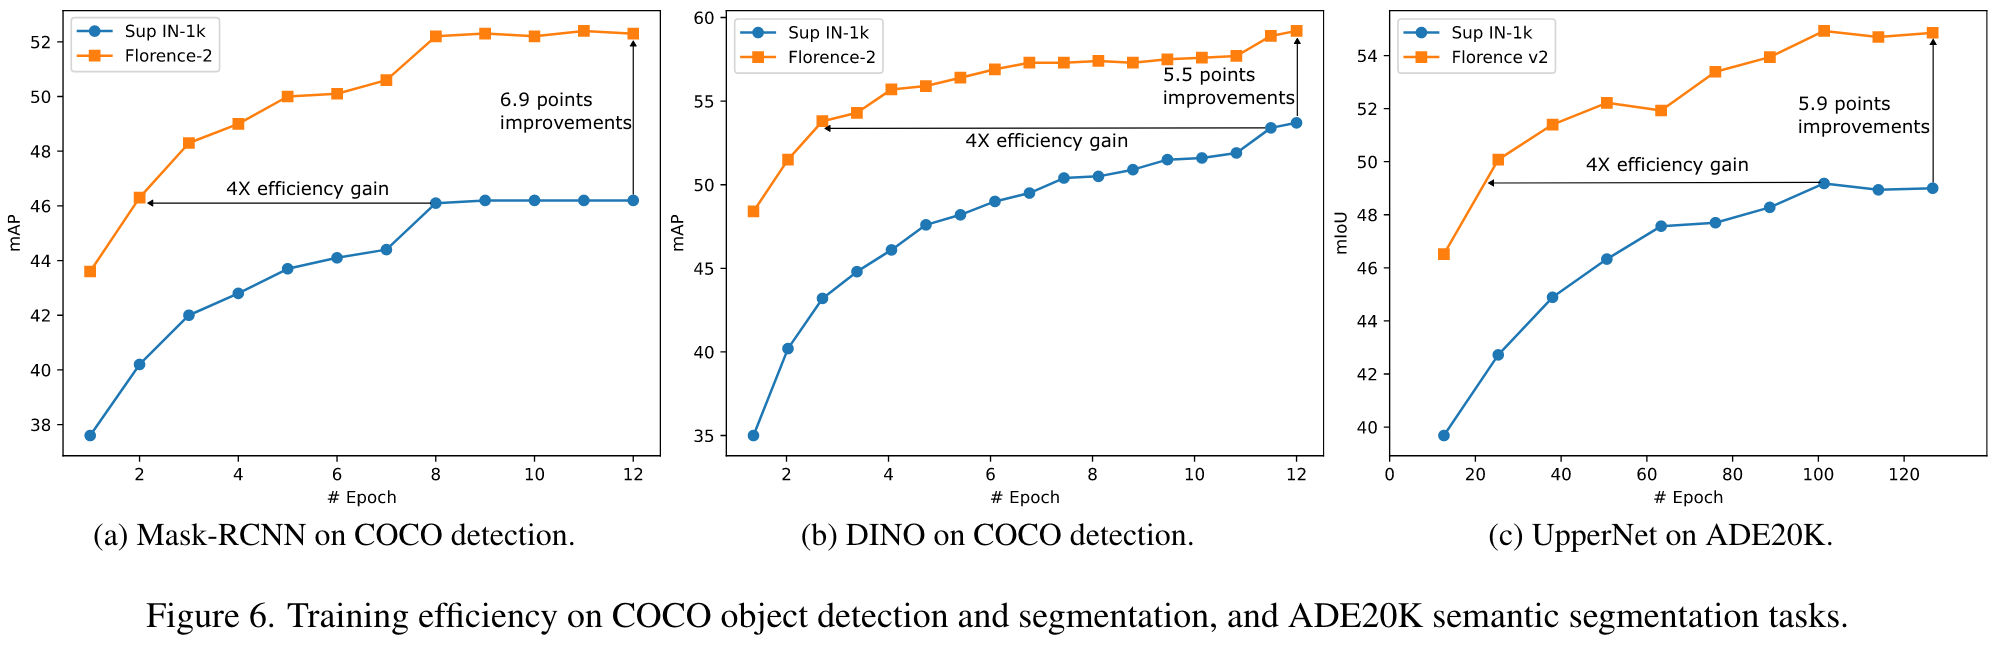 Sup IN-1k
Florence-2
52
50
48
46
44
42
40
38
mAP
6.9 points
improvements
4X efficiency gain
2 4 6 8 10 12
# Epoch
(a) Mask-RCNN on COCO detection.
Sup IN-1k
Florence-2
60
55
50
45
40
35
mAP
5.5 points
improvements
4X efficiency gain
2 4 6 8 10 12
# Epoch
(b) DINO on COCO detection.
Sup IN-1k
Florence v2
54
52
50
48
46
44
42
40
mIoU
5.9 points
improvements
4X efficiency gain
0 20 40 60 80 100 120
# Epoch
(c) UpperNet on ADE20K.
Figure 6. Training efficiency on COCO object detection and segmentation, and ADE20K semantic segmentation tasks.